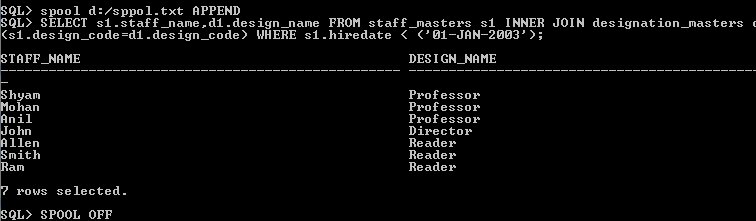 SQL> spool d:/sppol.txt APPEND
SQL> SELECT s1.staff_name,d1.design_name FROM staff_masters s1 INNER JOIN designation_masters
(s1.design_code=d1.design_code) WHERE s1.hiredate < ('01-JAN-2003');
STAFF_NAME DESIGN_NAME
--------------------------------------------------  -------------------------------------------
-
Shyam Professor
Mohan Professor
Anil Professor
John Director
Allen Reader
Smith Reader
Ram Reader
7 rows selected.
SQL> SPOOL OFF